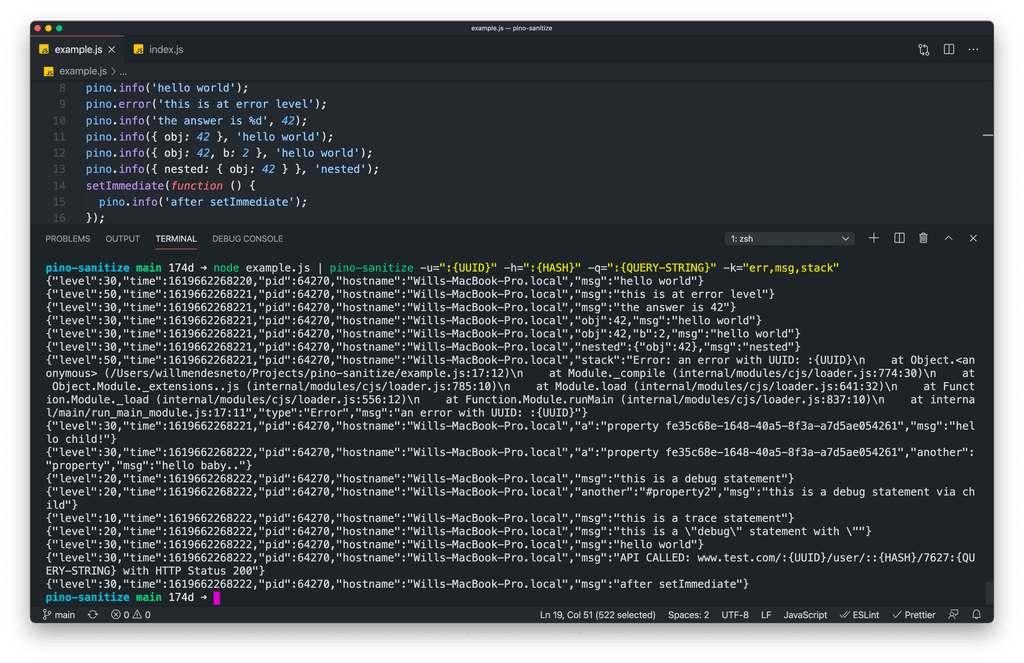 example.js — pino-sanitize
example.js
index.js
example.js > ...
8 pino.info('hello world');
9 pino.error('this is at error level');
10 pino.info('the answer is %d', 42);
11 pino.info({ obj: 42 }, 'hello world');
12 pino.info({ obj: 42, b: 2 }, 'hello world');
13 pino.info({ nested: { obj: 42 } }, 'nested');
14 setImmediate(function () {
15 pino.info('after setImmediate');
16 });
PROBLEMS OUTPUT TERMINAL DEBUG CONSOLE 1: zsh
pino-sanitize main 174d → node example.js | pino-sanitize -u=":{UUID}" -h=":{HASH}" -q=":{QUERY-STRING}" -k="err,msg,stack"
{"level":30,"time":1619662268220,"pid":64270,"hostname":"Wills-MacBook-Pro.local","msg":"hello world"}
{"level":50,"time":1619662268221,"pid":64270,"hostname":"Wills-MacBook-Pro.local","msg":"this is at error level"}
{"level":30,"time":1619662268221,"pid":64270,"hostname":"Wills-MacBook-Pro.local","msg":"the answer is 42"}
{"level":30,"time":1619662268221,"pid":64270,"hostname":"Wills-MacBook-Pro.local","obj":42,"msg":"hello world"}
{"level":30,"time":1619662268221,"pid":64270,"hostname":"Wills-MacBook-Pro.local","obj":42,"b":2,"msg":"hello world"}
{"level":30,"time":1619662268221,"pid":64270,"hostname":"Wills-MacBook-Pro.local","nested":{"obj":42},"msg":"nested"}
{"level":50,"time":1619662268221,"pid":64270,"hostname":"Wills-MacBook-Pro.local","stack":"Error: an error with UUID: :{UUID}\n    at Object.<an
onymous> (/Users/willmendesneto/Projects/pino-sanitize/example.js:17:12)\n    at Module._compile (internal/modules/cjs/loader.js:774:30)\n    at
Object.Module._extensions..js (internal/modules/cjs/loader.js:785:10)\n    at Module.load (internal/modules/cjs/loader.js:641:32)\n    at Funct
ion.Module._load (internal/modules/cjs/loader.js:556:12)\n    at Function.Module.runMain (internal/modules/cjs/loader.js:837:10)\n    at interna
l/main/run_main_module.js:17:11","type":"Error","msg":"an error with UUID: :{UUID}"}
{"level":30,"time":1619662268221,"pid":64270,"hostname":"Wills-MacBook-Pro.local","a":"property fe35c68e-1648-40a5-8f3a-a7d5ae054261","msg":"hel
lo child!"}
{"level":30,"time":1619662268222,"pid":64270,"hostname":"Wills-MacBook-Pro.local","a":"property fe35c68e-1648-40a5-8f3a-a7d5ae054261","another":
"property","msg":"hello baby.."}
{"level":20,"time":1619662268222,"pid":64270,"hostname":"Wills-MacBook-Pro.local","msg":"this is a debug statement"}
{"level":20,"time":1619662268222,"pid":64270,"hostname":"Wills-MacBook-Pro.local","another":"#property2","msg":"this is a debug statement via ch
ild"}
{"level":10,"time":1619662268222,"pid":64270,"hostname":"Wills-MacBook-Pro.local","msg":"this is a trace statement"}
{"level":20,"time":1619662268222,"pid":64270,"hostname":"Wills-MacBook-Pro.local","msg":"this is a \"debug\" statement with \""}
{"level":30,"time":1619662268222,"pid":64270,"hostname":"Wills-MacBook-Pro.local","msg":"hello world"}
{"level":30,"time":1619662268222,"pid":64270,"hostname":"Wills-MacBook-Pro.local","msg":"API CALLED: www.test.com/:{UUID}/user/::{HASH}/7627:{QU
ERY-STRING} with HTTP Status 200"}
{"level":30,"time":1619662268222,"pid":64270,"hostname":"Wills-MacBook-Pro.local","msg":"after setImmediate"}
pino-sanitize main 174d →
main 0 0 Ln 19, Col 51 (522 selected) Spaces: 2 UTF-8 LF JavaScript ESLint Prettier